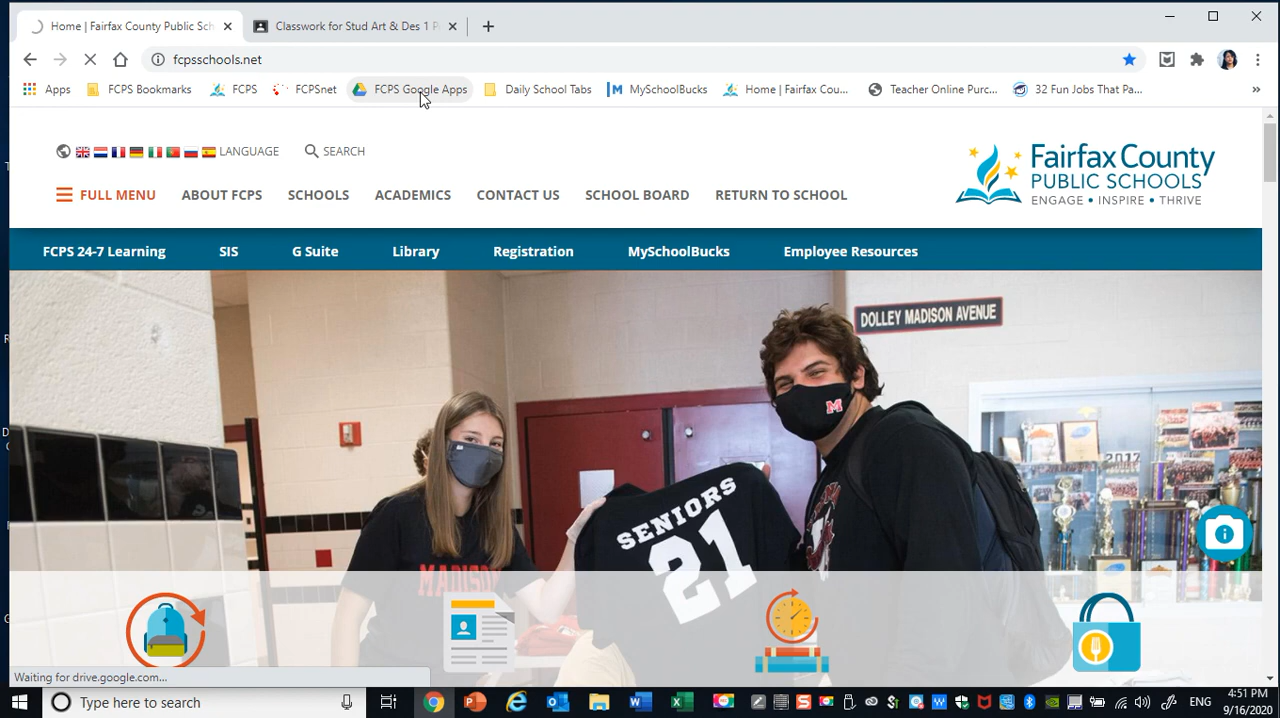 Home | Fairfax County Public Sch
Classwork for Stud Art & Des 1 P
fcpsschools.net
Apps
FCPS Bookmarks
FCPS
FCPSnet
FCPS Google Apps
Daily School Tabs
MySchoolBucks
Home | Fairfax Cou...
Teacher Online Purc...
32 Fun Jobs That Pa...
LANGUAGE
SEARCH
Fairfax County
PUBLIC SCHOOLS
ENGAGE • INSPIRE • THRIVE
FULL MENU
ABOUT FCPS
SCHOOLS
ACADEMICS
CONTACT US
SCHOOL BOARD
RETURN TO SCHOOL
FCPS 24-7 Learning
SIS
G Suite
Library
Registration
MySchoolBucks
Employee Resources
DOLLEY MADISON AVENUE
M
2017
SENIORS
21
MADISON
Waiting for drive.google.com...
Type here to search
ENG
4:51 PM
9/16/2020